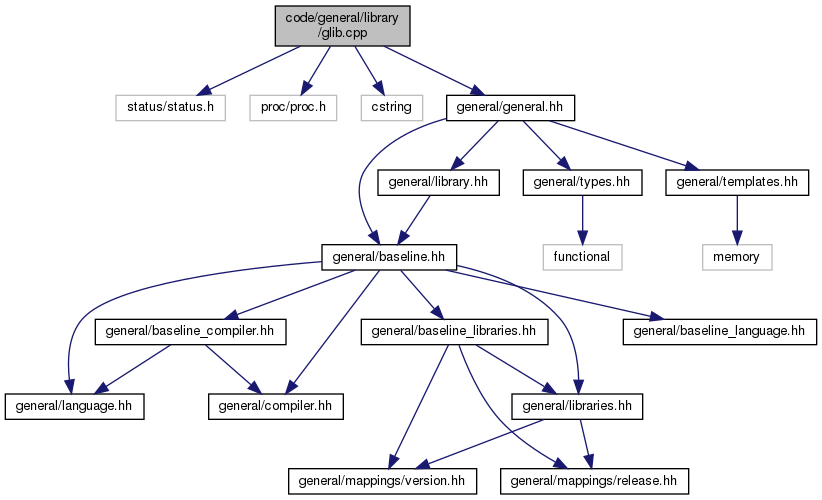 code/general/library
/glib.cpp
status/status.h
proc/proc.h
cstring
general/general.hh
general/library.hh
general/types.hh
general/templates.hh
general/baseline.hh
functional
memory
general/baseline_compiler.hh
general/baseline_libraries.hh
general/baseline_language.hh
general/language.hh
general/compiler.hh
general/libraries.hh
general/mappings/version.hh
general/mappings/release.hh